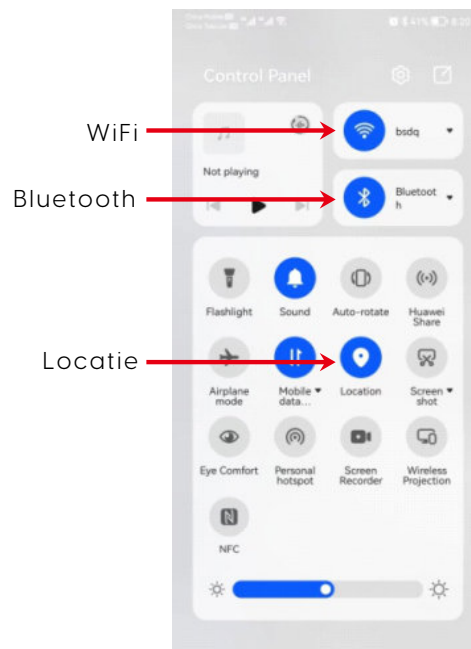 Control Panel
WiFi
bsdq
Not playing
Bluetooth
Bluetoot
h
Flashlight
Sound
Auto-rotate
Huawei
Share
Locatie
Airplane
mode
Mobile
data...
Location
Screen
shot
Eye Comfort
Personal
hotspot
Screen
Recorder
Wireless
Projection
N
NFC